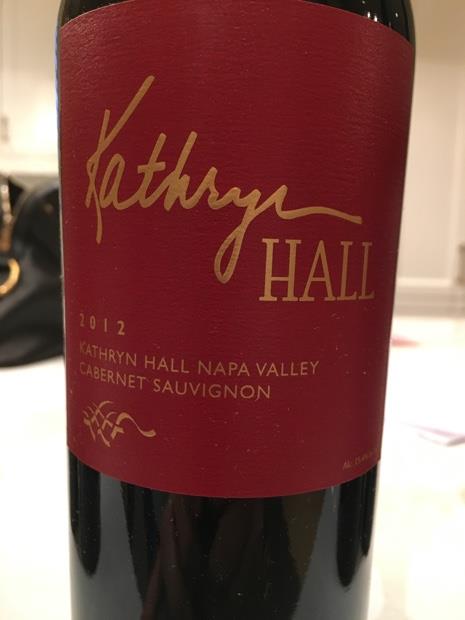 Kathryn
HALL
2012
KATHRYN HALL NAPA VALLEY
CABERNET SAUVIGNON